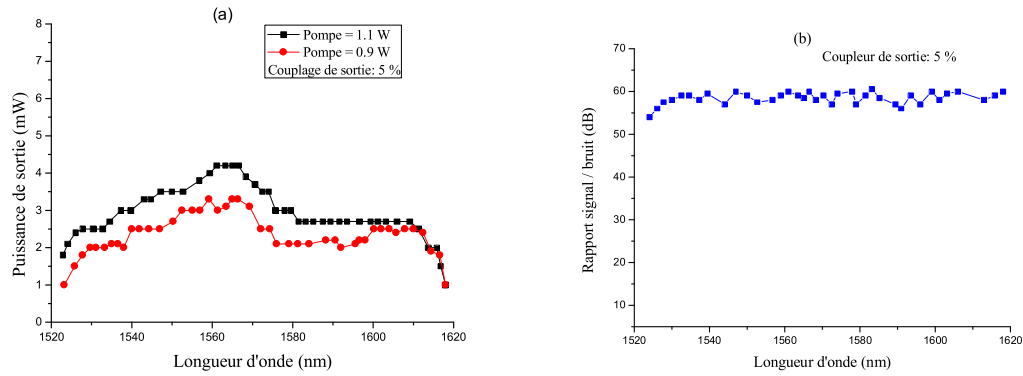 (a)
Pompe = 1.1 W
Pompe = 0.9 W
Couplage de sortie: 5 %
Puissance de sortie (mW)
8
7
6
5
4
3
2
1
0
1520 1540 1560 1580 1600 1620
Longueur d'onde (nm)
(b)
Coupleur de sortie: 5 %
Rapport signal / bruit (dB)
70
60
50
40
30
20
10
1520 1540 1560 1580 1600 1620
Longueur d'onde (nm)